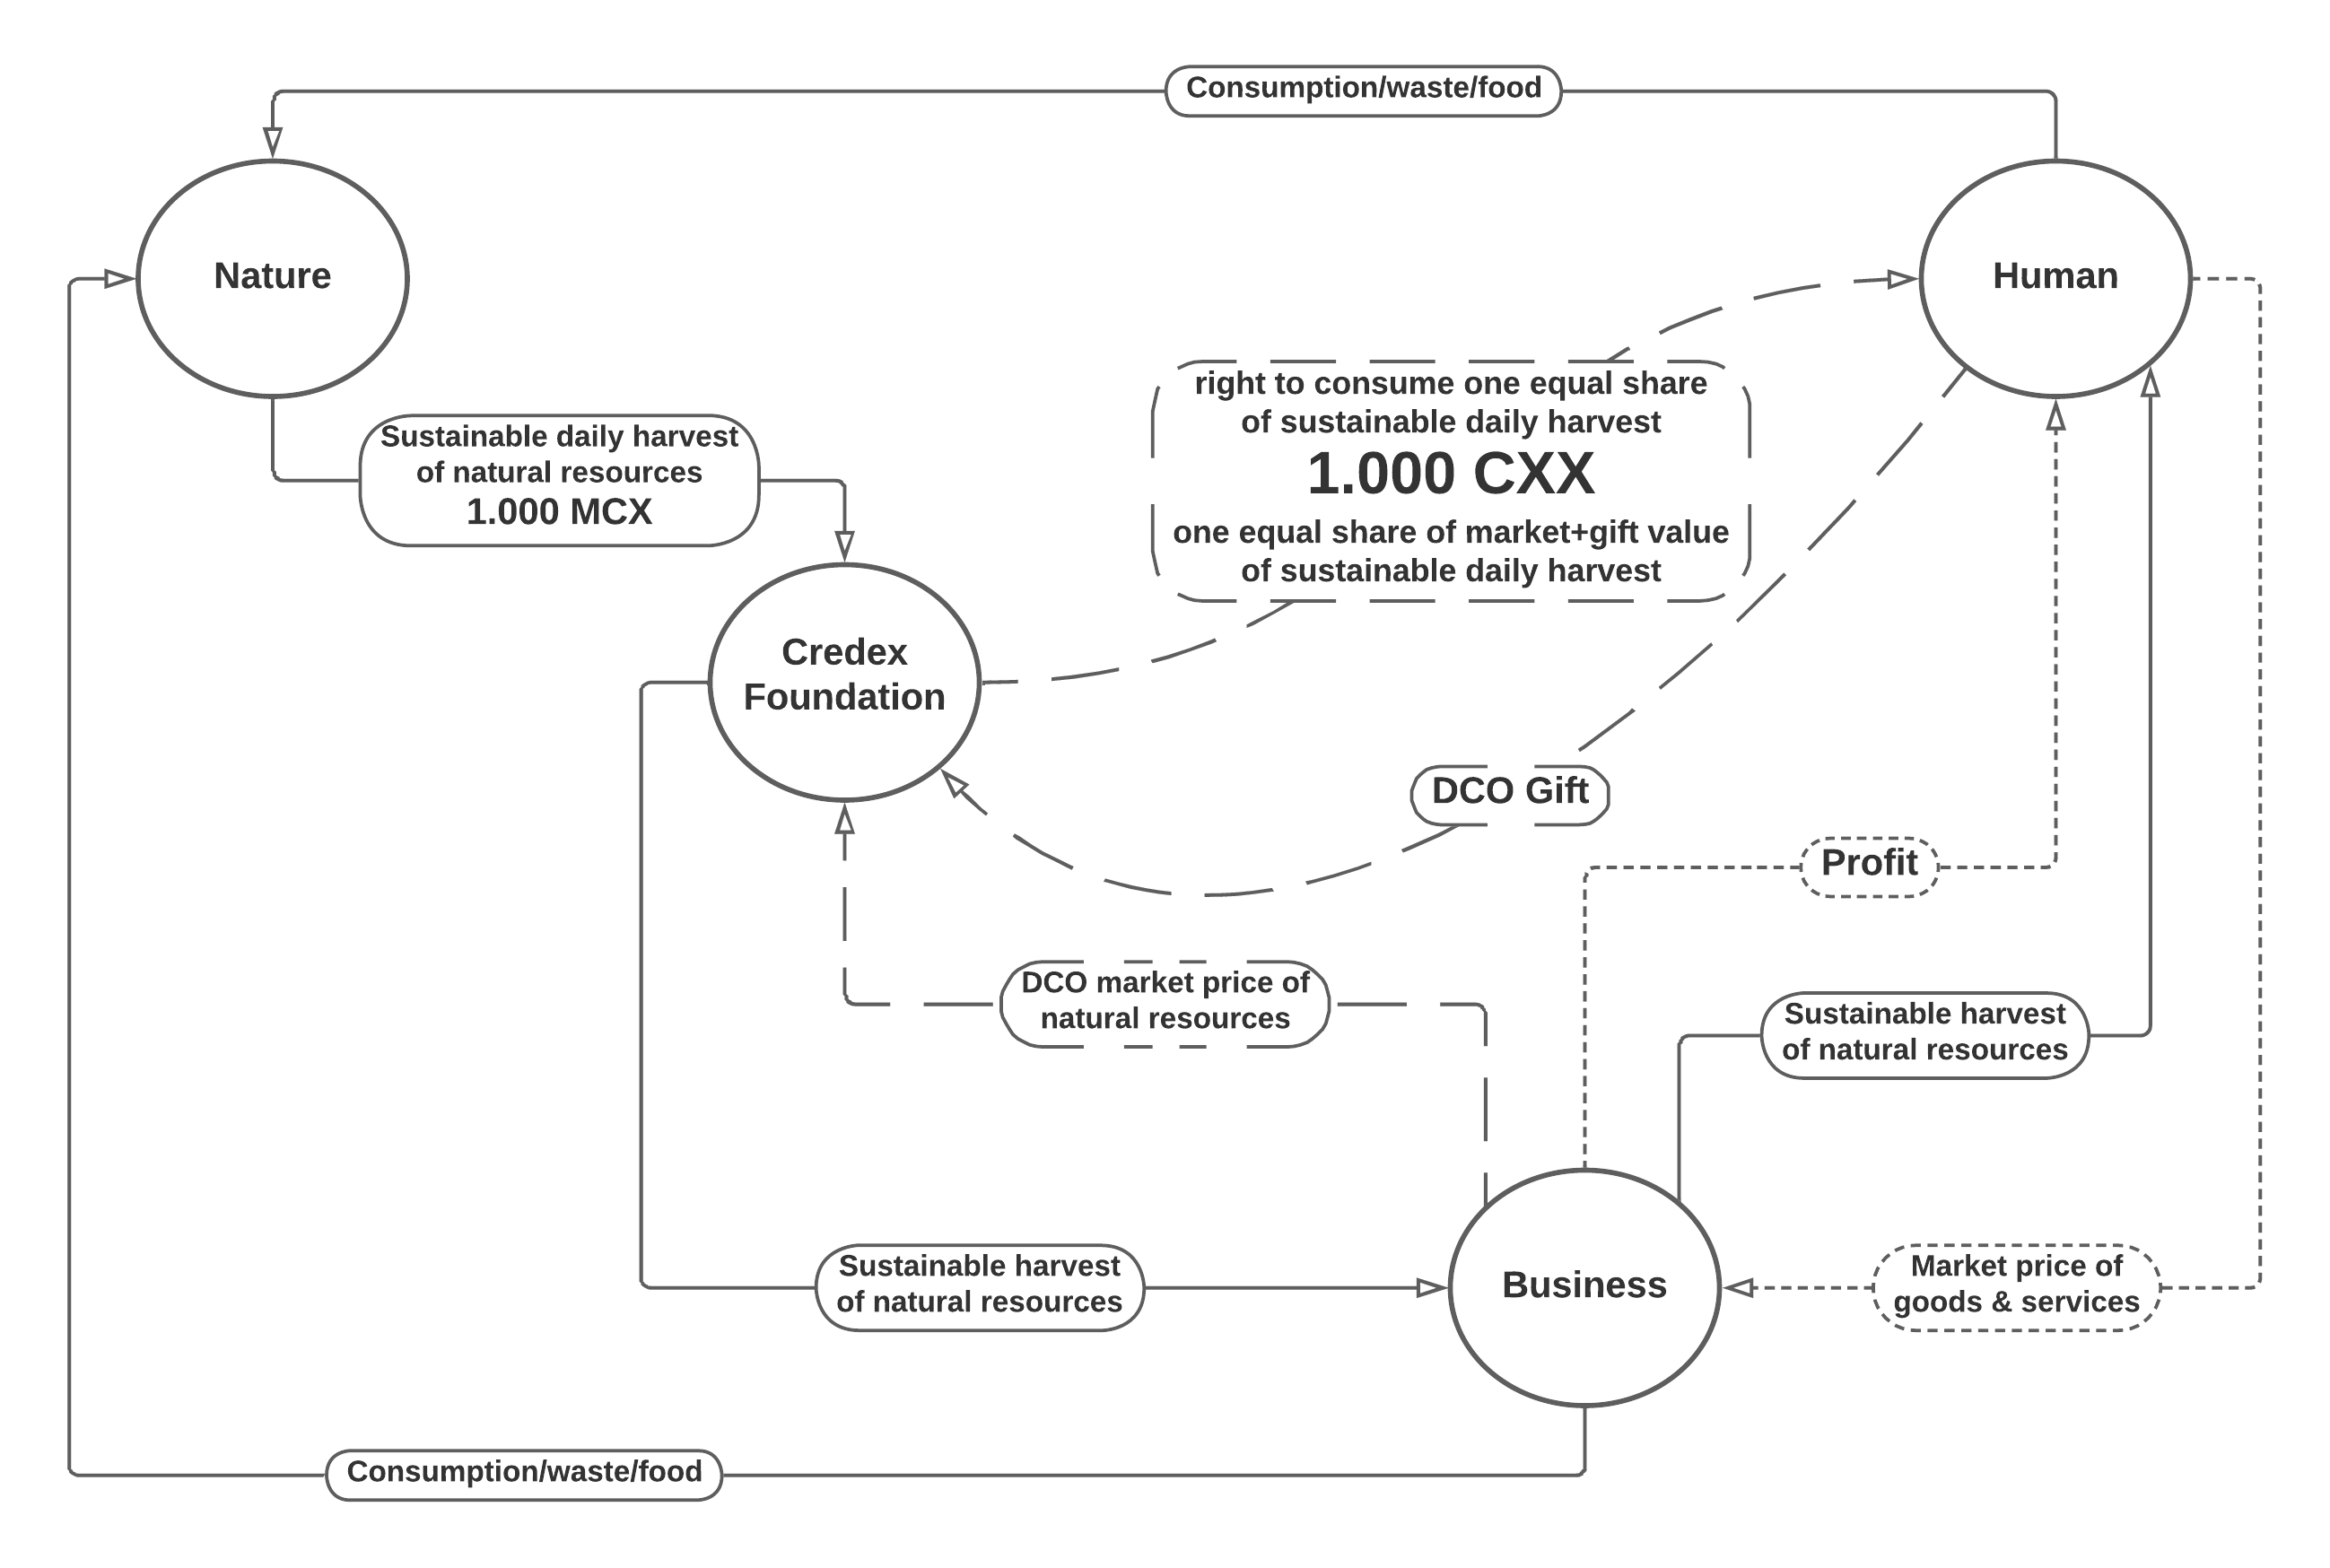 Consumption/waste/food
Nature
Human
right to consume one equal share
of sustainable daily harvest
1.000 CXX
one equal share of market+gift value
of sustainable daily harvest
Sustainable daily harvest
of natural resources
1.000 MCX
Credex
Foundation
DCO Gift
Profit
DCO market price of
natural resources
Sustainable harvest
of natural resources
Sustainable harvest
of natural resources
Business
Market price of
goods & services
Consumption/waste/food